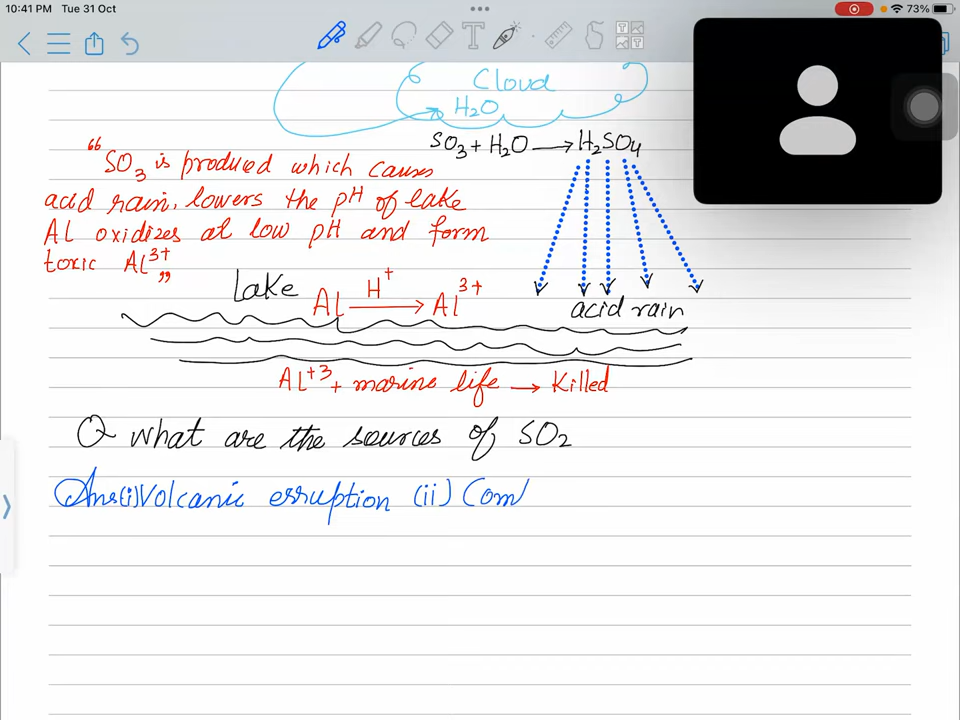 10:41 PM Tue 31 Oct
73%
Cloud
H₂O
SO₃ + H₂O → H₂SO₄
“SO₃ is produced which causes
acid rain, lowers the pH of lake
Al oxidizes at low pH and form
toxic Al³⁺”
Lake
Al H⁺→ Al³⁺
acid rain
Al⁺³ + marine life → Killed
Q what are the sources of SO₂
Ans(i) Volcanic erruption (ii) Com